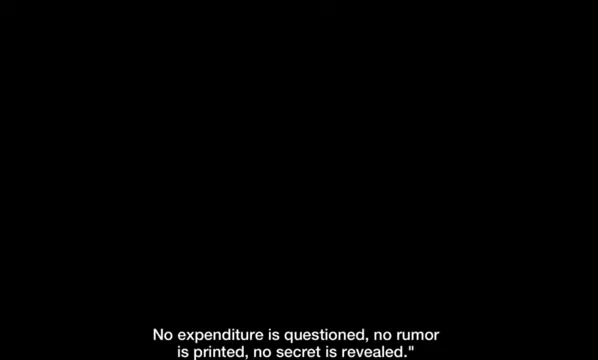 No expenditure is questioned, no rumor
is printed, no secret is revealed."